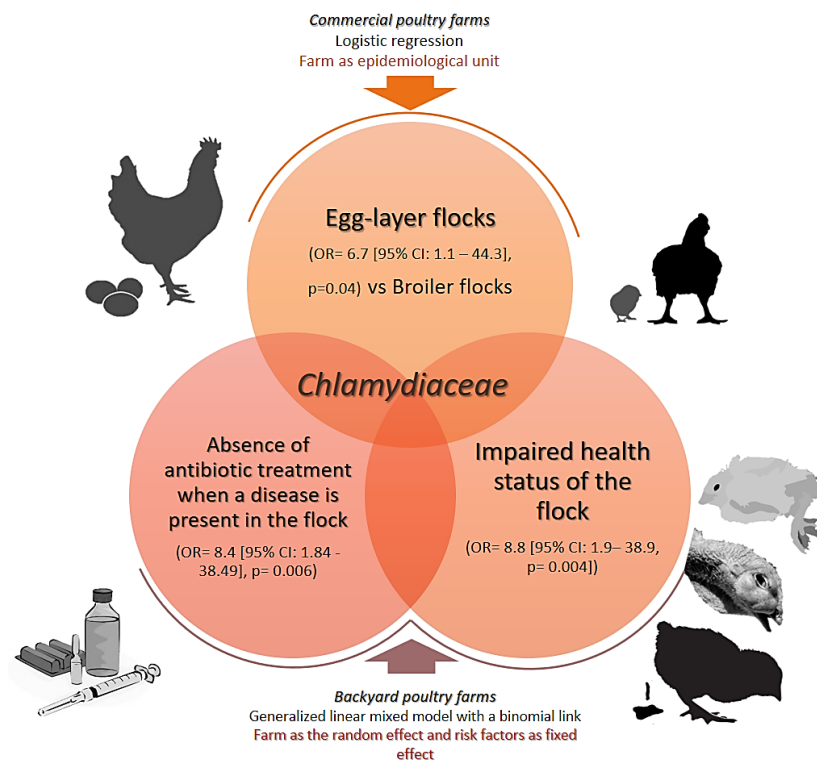 Commercial poultry farms
Logistic regression
Farm as epidemiological unit
Egg-layer flocks
(OR= 6.7 [95% CI: 1.1 – 44.3],
p=0.04) vs Broiler flocks
Chlamydiaceae
Absence of
antibiotic treatment
when a disease is
present in the flock
(OR= 8.4 [95% CI: 1.84 -
38.49], p= 0.006)
Impaired health
status of the
flock
(OR= 8.8 [95% CI: 1.9– 38.9,
p= 0.004])
Backyard poultry farms
Generalized linear mixed model with a binomial link
Farm as the random effect and risk factors as fixed
effect